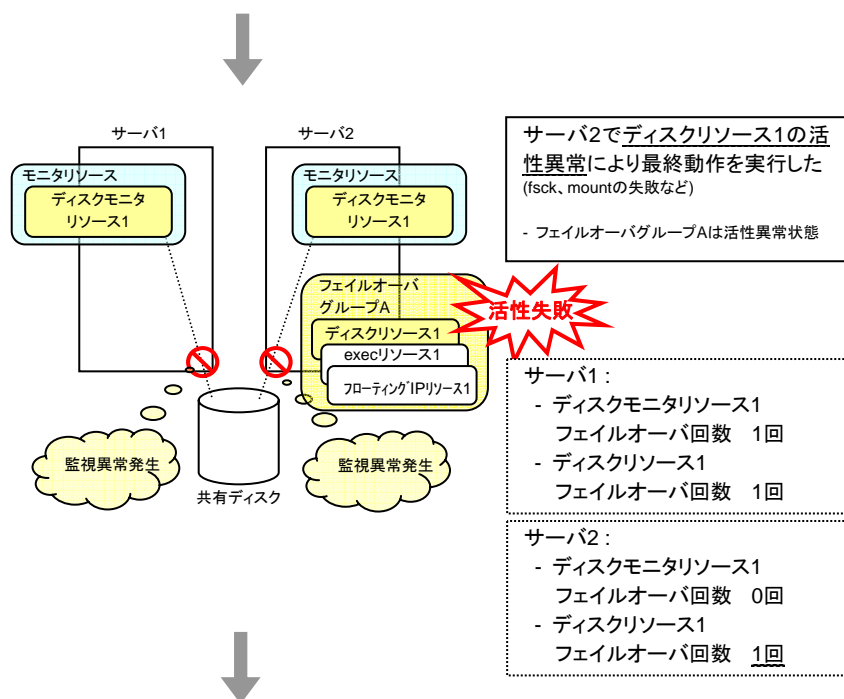 サーバ1
サーバ2
モニタリソース
ディスクモニタ
リソース1
モニタリソース
ディスクモニタ
リソース1
フェイルオーバ
グループA
ディスクリソース1
execリソース1
フローティングIPリソース1
活性失敗
監視異常発生
共有ディスク
監視異常発生
サーバ2でディスクリソース1の活
性異常により最終動作を実行した
(fsck、mountの失敗など)
- フェイルオーバグループAは活性異常状態
サーバ1 :
- ディスクモニタリソース1
フェイルオーバ回数 1回
- ディスクリソース1
フェイルオーバ回数 1回
サーバ2 :
- ディスクモニタリソース1
フェイルオーバ回数 0回
- ディスクリソース1
フェイルオーバ回数 1回